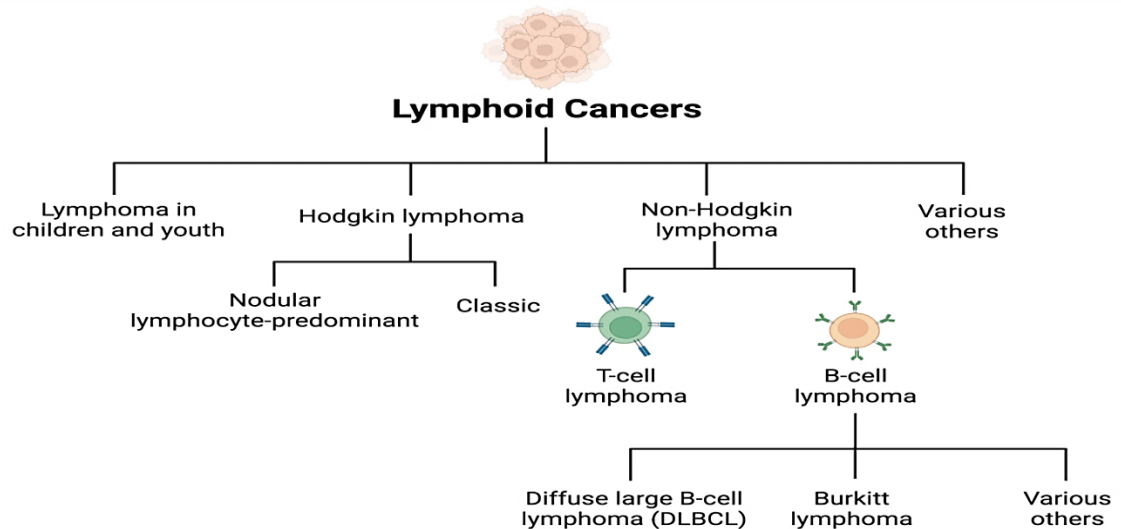 Lymphoid Cancers
Lymphoma in
children and youth
Hodgkin lymphoma
Non-Hodgkin
lymphoma
Various
others
Nodular
lymphocyte-predominant
Classic
T-cell
lymphoma
B-cell
lymphoma
Diffuse large B-cell
lymphoma (DLBCL)
Burkitt
lymphoma
Various
others